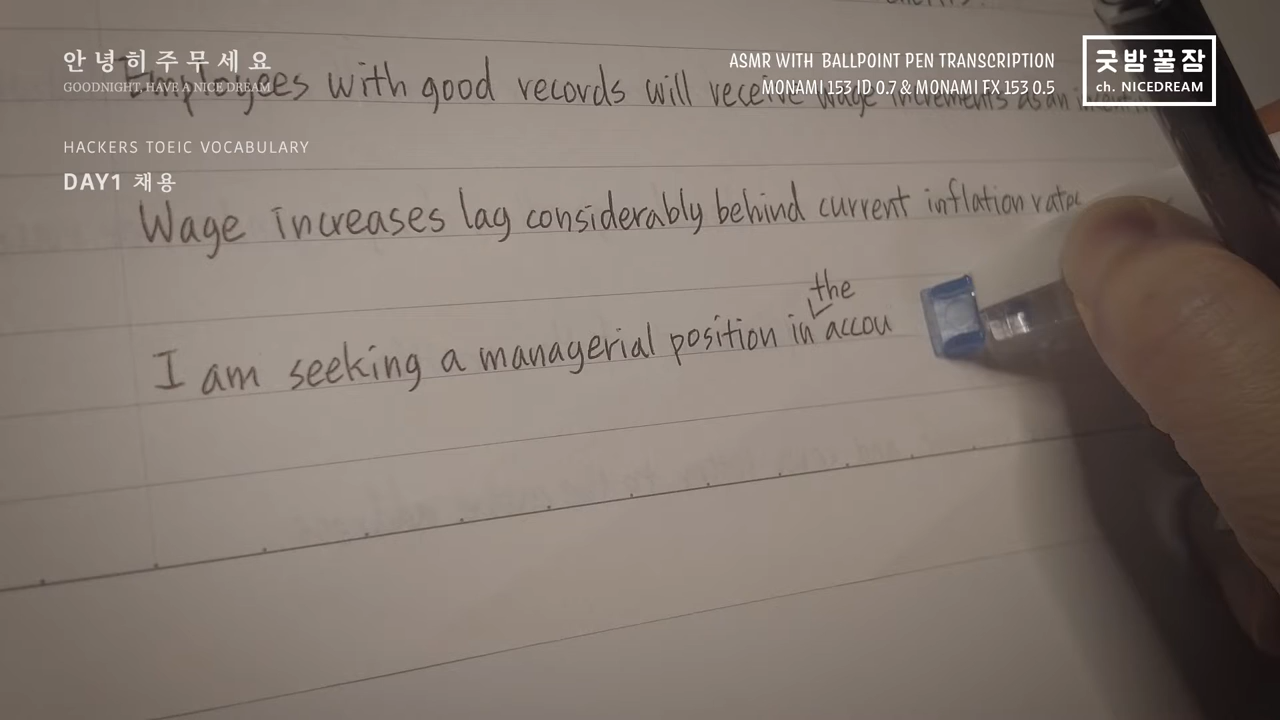 안녕히주무세요
GOODNIGHT, HAVE A NICE DREAM
ASMR WITH BALLPOINT PEN TRANSCRIPTION
MONAMI 153 ID 0.7 & MONAMI FX 153 0.5
굿밤꿀잠
ch. NICEDREAM
HACKERS TOEIC VOCABULARY
DAY1 채용
Employees with good records will receive wage increments as an
Wage increases lag considerably behind current inflation rates
the
I am seeking a managerial position in accou